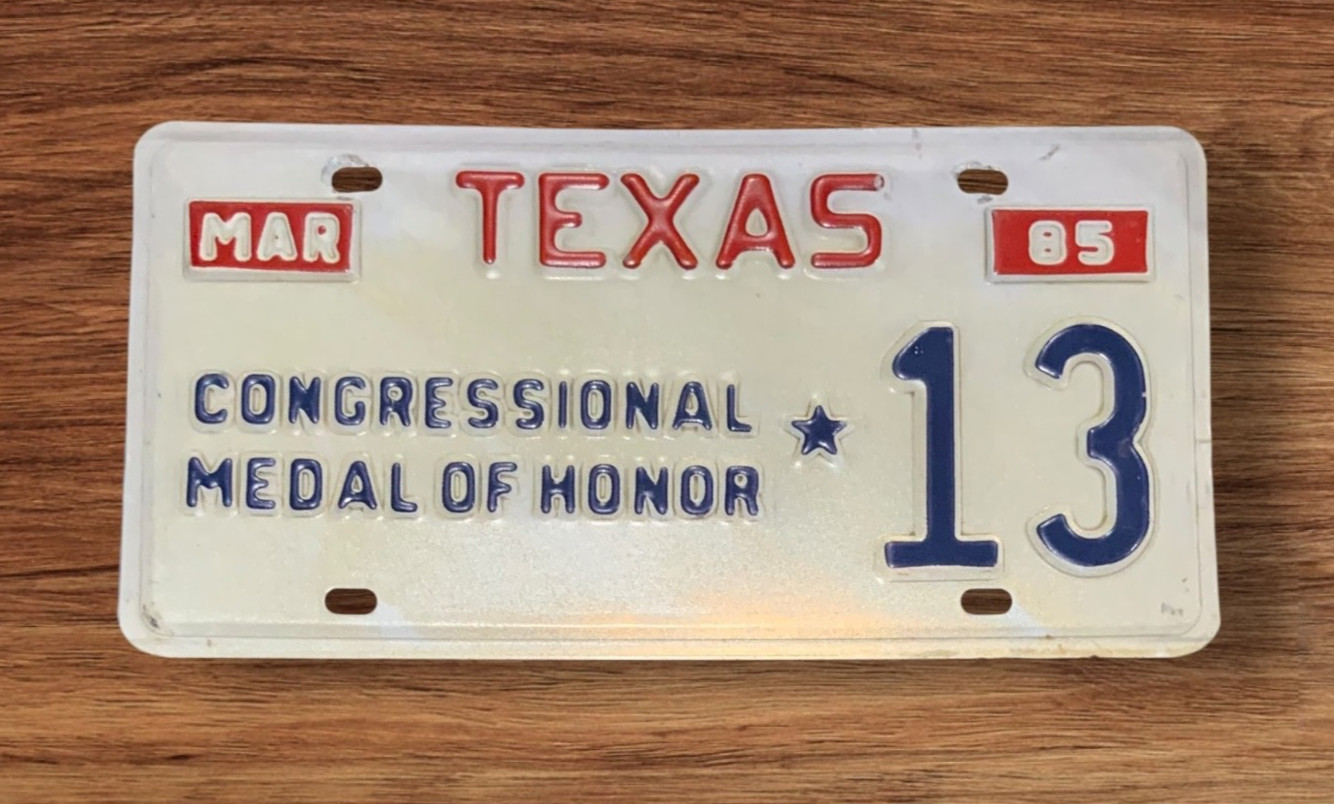 MAR TEXAS 85
CONGRESSIONAL
MEDAL OF HONOR ★ 13